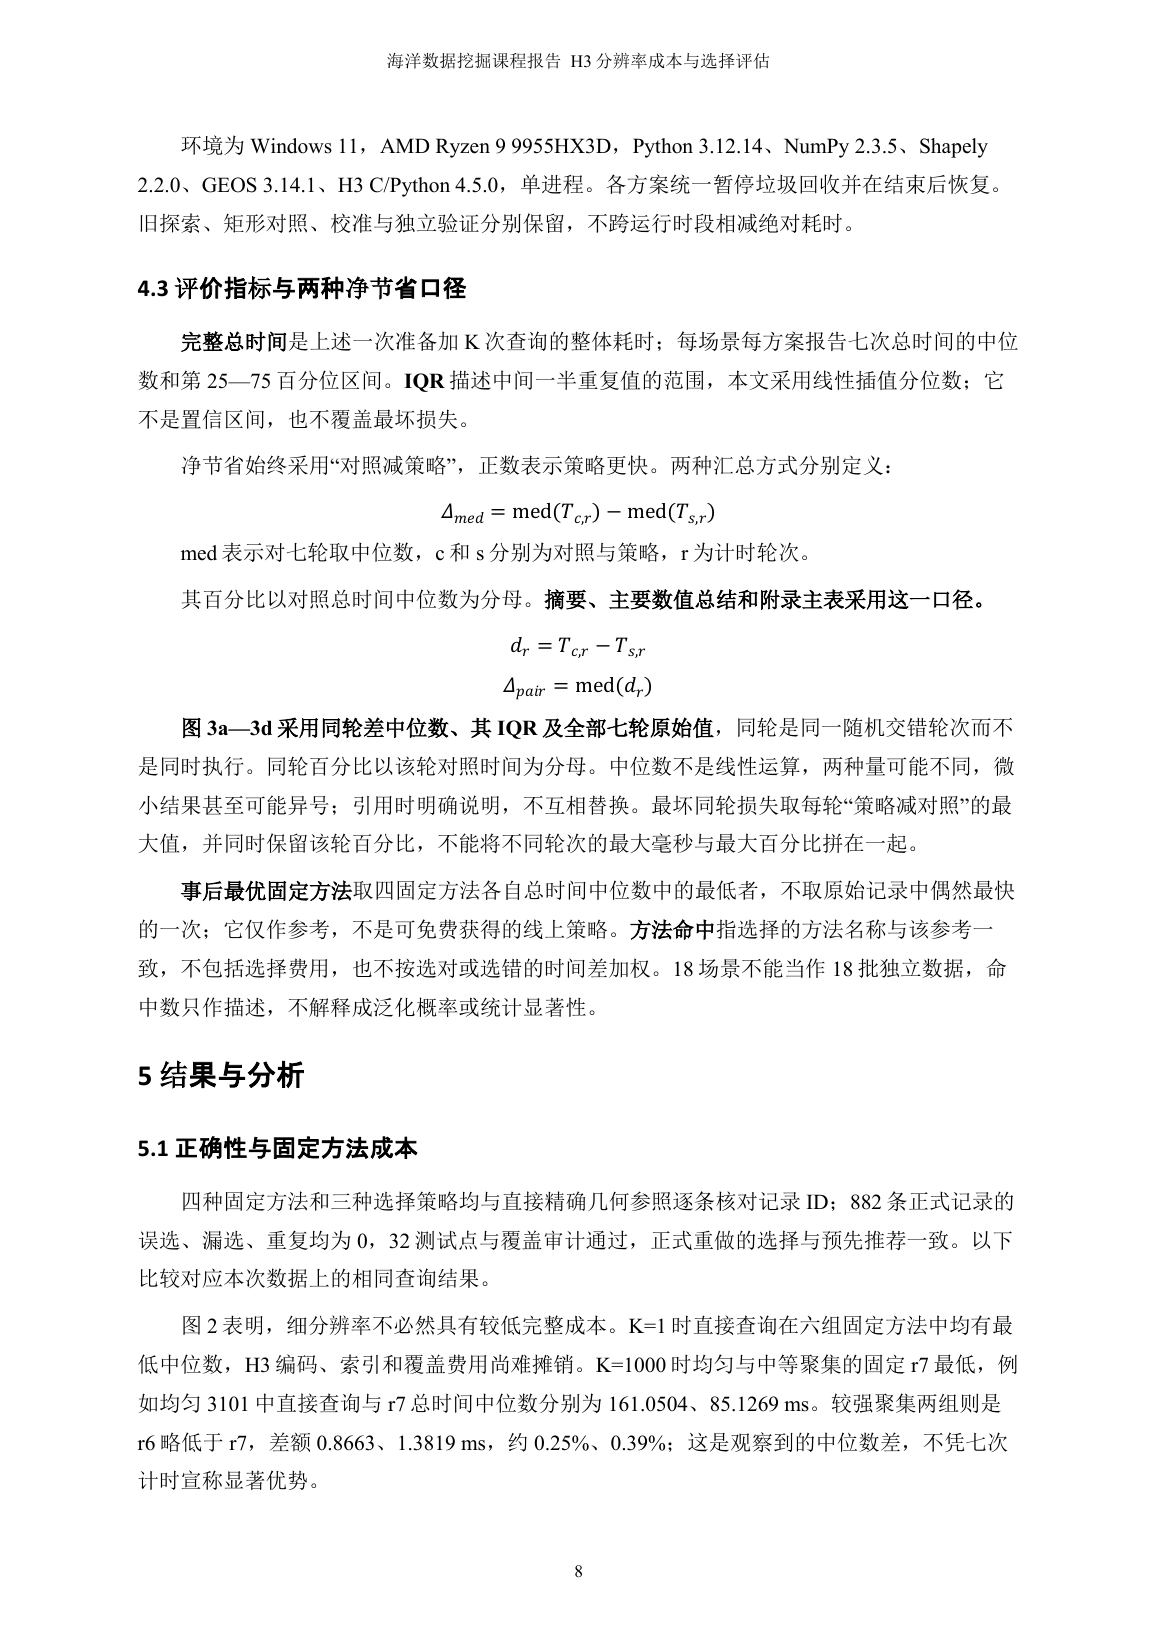 海洋数据挖掘课程报告 H3 分辨率成本与选择评估
环境为 Windows 11，AMD Ryzen 9 9955HX3D，Python 3.12.14、NumPy 2.3.5、Shapely
2.2.0、GEOS 3.14.1、H3 C/Python 4.5.0，单进程。各方案统一暂停垃圾回收并在结束后恢复。
旧探索、矩形对照、校准与独立验证分别保留，不跨运行时段相减绝对耗时。
4.3 评价指标与两种净节省口径
完整总时间是上述一次准备加 K 次查询的整体耗时；每场景每方案报告七次总时间的中位
数和第 25—75 百分位区间。IQR 描述中间一半重复值的范围，本文采用线性插值分位数；它
不是置信区间，也不覆盖最坏损失。
净节省始终采用“对照减策略”，正数表示策略更快。两种汇总方式分别定义：
Δ_med = med(T_c,r) − med(T_s,r)
med 表示对七轮取中位数，c 和 s 分别为对照与策略，r 为计时轮次。
其百分比以对照总时间中位数为分母。摘要、主要数值总结和附录主表采用这一口径。
d_r = T_c,r − T_s,r
Δ_pair = med(d_r)
图 3a—3d 采用同轮差中位数、其 IQR 及全部七轮原始值，同轮是同一随机交错轮次而不
是同时执行。同轮百分比以该轮对照时间为分母。中位数不是线性运算，两种量可能不同，微
小结果甚至可能异号；引用时明确说明，不互相替换。最坏同轮损失取每轮“策略减对照”的最
大值，并同时保留该轮百分比，不能将不同轮次的最大毫秒与最大百分比拼在一起。
事后最优固定方法取四固定方法各自总时间中位数中的最低者，不取原始记录中偶然最快
的一次；它仅作参考，不是可免费获得的线上策略。方法命中指选择的方法名称与该参考一
致，不包括选择费用，也不按选对或选错的时间差加权。18 场景不能当作 18 批独立数据，命
中数只作描述，不解释成泛化概率或统计显著性。
5 结果与分析
5.1 正确性与固定方法成本
四种固定方法和三种选择策略均与直接精确几何参照逐条核对记录 ID；882 条正式记录的
误选、漏选、重复均为 0，32 测试点与覆盖审计通过，正式重做的选择与预先推荐一致。以下
比较对应本次数据上的相同查询结果。
图 2 表明，细分辨率不必然具有较低完整成本。K=1 时直接查询在六组固定方法中均有最
低中位数，H3 编码、索引和覆盖费用尚难摊销。K=1000 时均匀与中等聚集的固定 r7 最低，例
如均匀 3101 中直接查询与 r7 总时间中位数分别为 161.0504、85.1269 ms。较强聚集两组则是
r6 略低于 r7，差额 0.8663、1.3819 ms，约 0.25%、0.39%；这是观察到的中位数差，不凭七次
计时宣称显著优势。
8